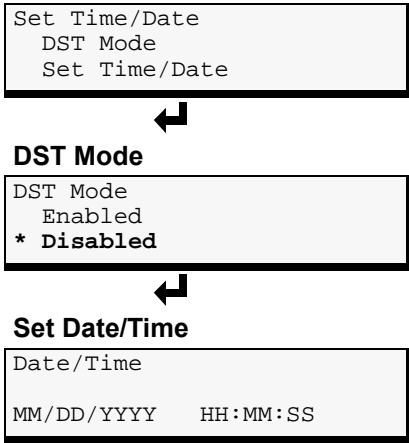 Set Time/Date
DST Mode
Set Time/Date
DST Mode
DST Mode
Enabled
* Disabled
Set Date/Time
Date/Time
MM/DD/YYYY HH:MM:SS